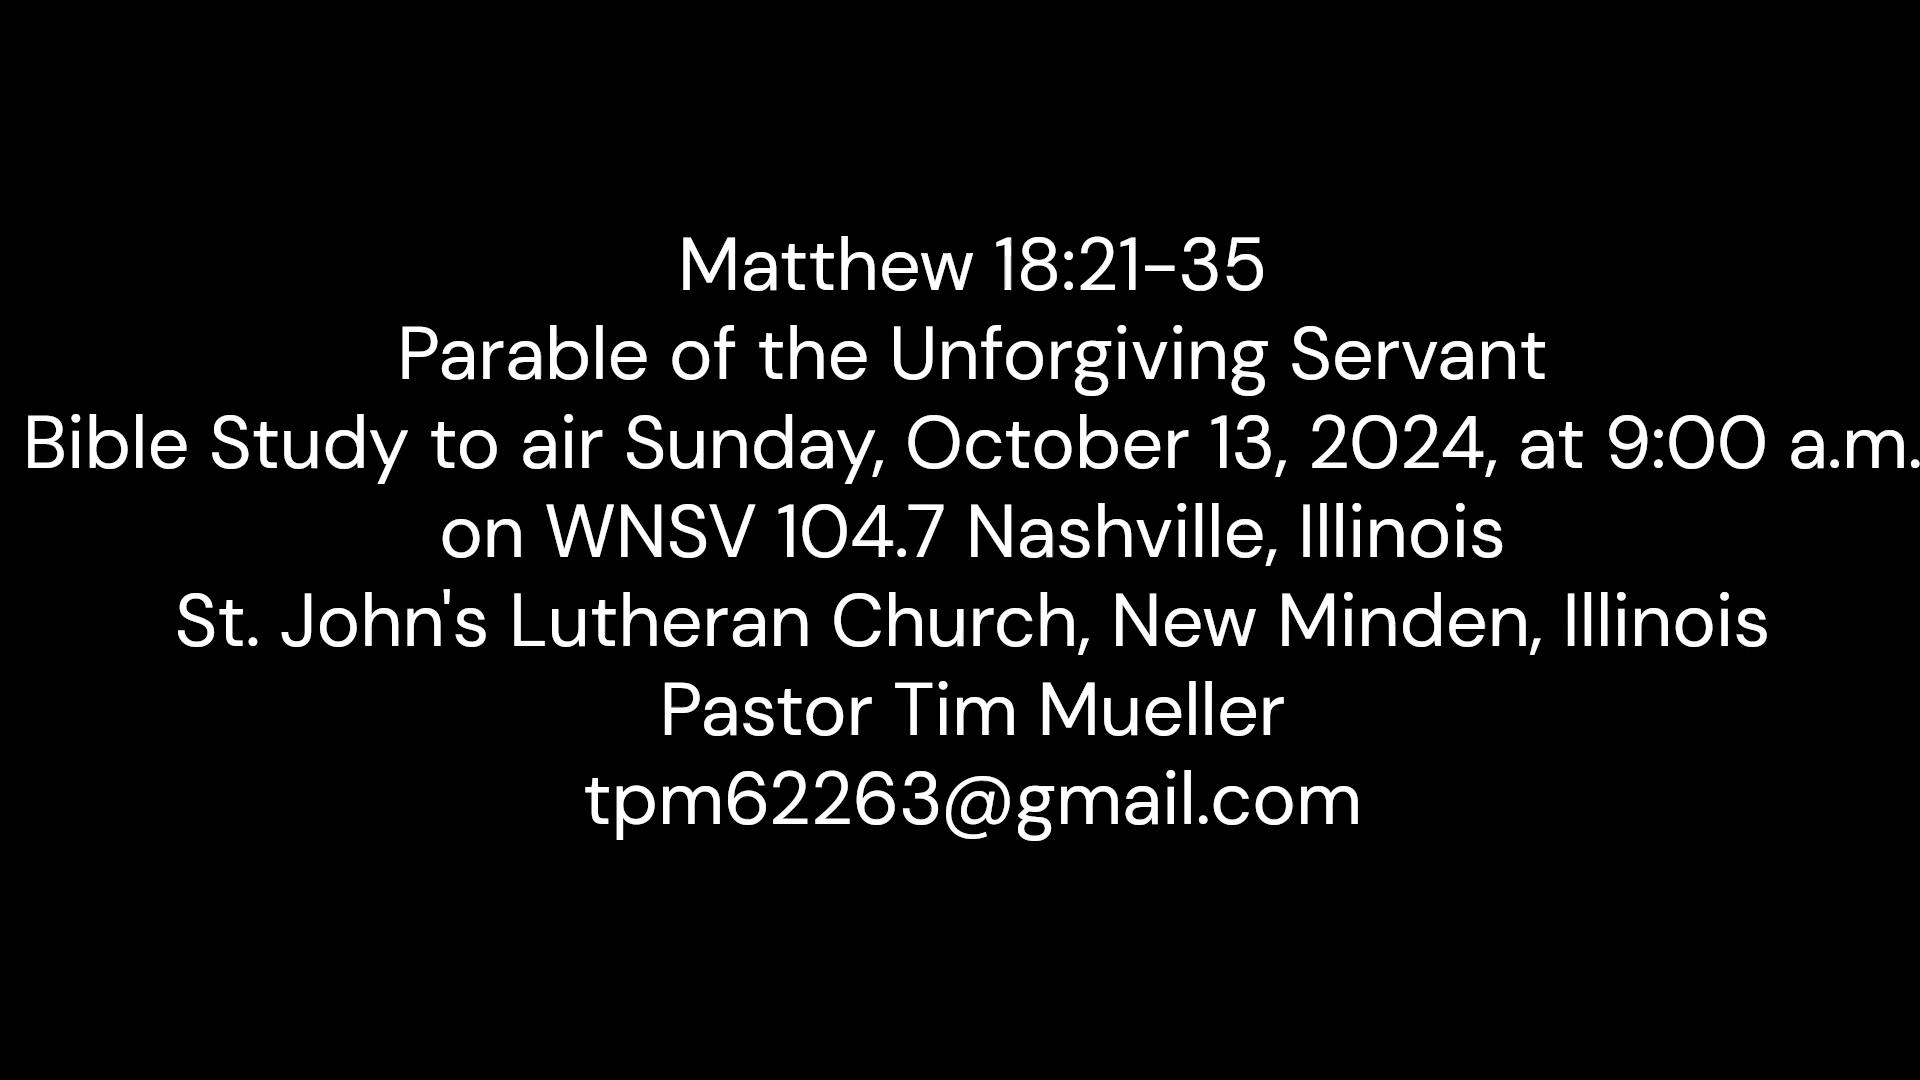 Matthew 18:21-35
Parable of the Unforgiving Servant
Bible Study to air Sunday, October 13, 2024, at 9:00 a.m.
on WNSV 104.7 Nashville, Illinois
St. John's Lutheran Church, New Minden, Illinois
Pastor Tim Mueller
tpm62263@gmail.com